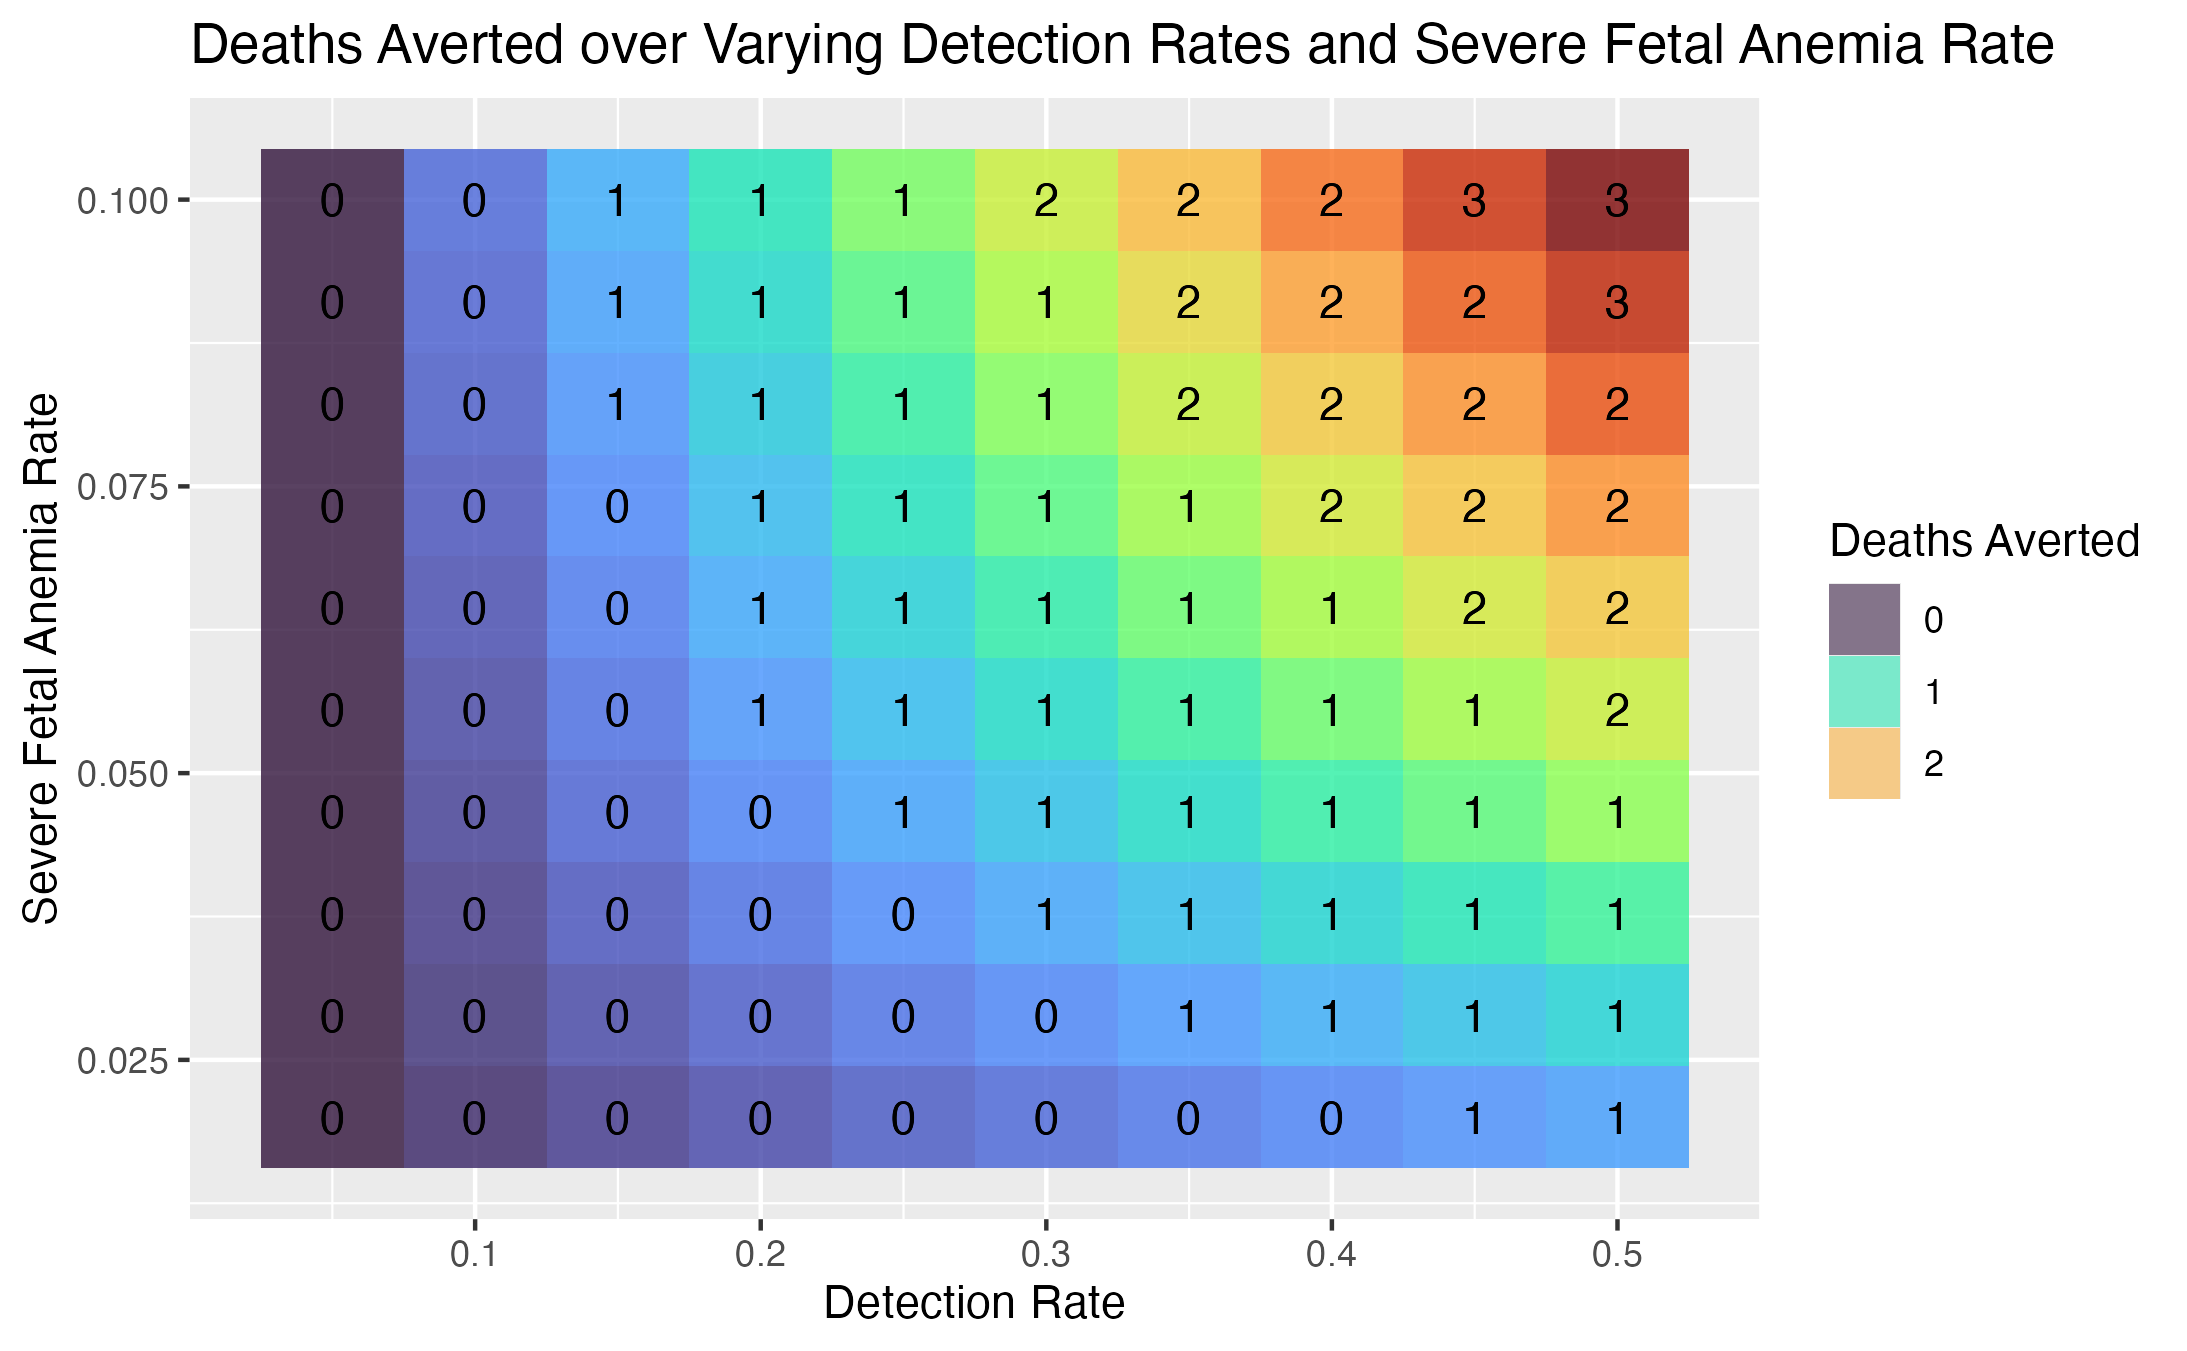 Deaths Averted over Varying Detection Rates and Severe Fetal Anemia Rate
Severe Fetal Anemia Rate
0.100 0 0 1 1 1 2 2 2 3 3
0 0 1 1 1 1 2 2 2 3
0 0 1 1 1 1 2 2 2 2
0.075 0 0 0 1 1 1 1 2 2 2
0 0 0 1 1 1 1 1 2 2
0 0 0 1 1 1 1 1 1 2
0.050 0 0 0 0 1 1 1 1 1 1
0 0 0 0 0 1 1 1 1 1
0 0 0 0 0 0 1 1 1 1
0.025 0 0 0 0 0 0 0 0 1 1
0.1 0.2 0.3 0.4 0.5
Detection Rate
Deaths Averted
0
1
2